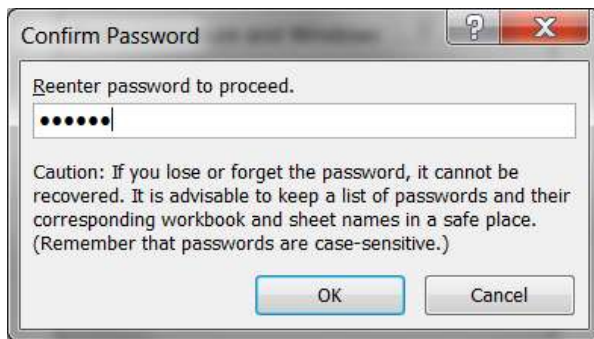 Confirm Password
Reenter password to proceed.
••••••
Caution: If you lose or forget the password, it cannot be
recovered. It is advisable to keep a list of passwords and their
corresponding workbook and sheet names in a safe place.
(Remember that passwords are case-sensitive.)
OK Cancel